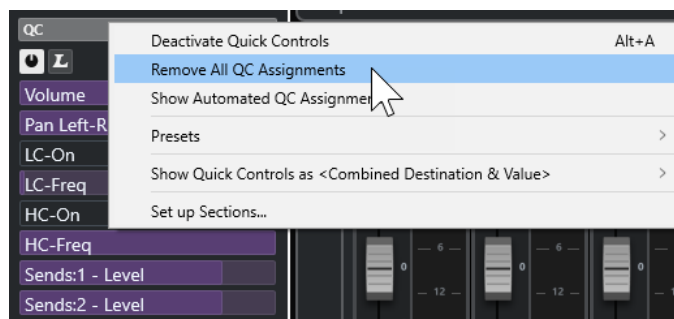 QC
L
Volume
Pan Left-R
LC-On
LC-Freq
HC-On
HC-Freq
Sends:1 - Level
Sends:2 - Level
Deactivate Quick Controls Alt+A
Remove All QC Assignments
Show Automated QC Assignme
Presets
Show Quick Controls as <Combined Destination & Value>
Set up Sections...
6 6
0 0 0
12 12 1